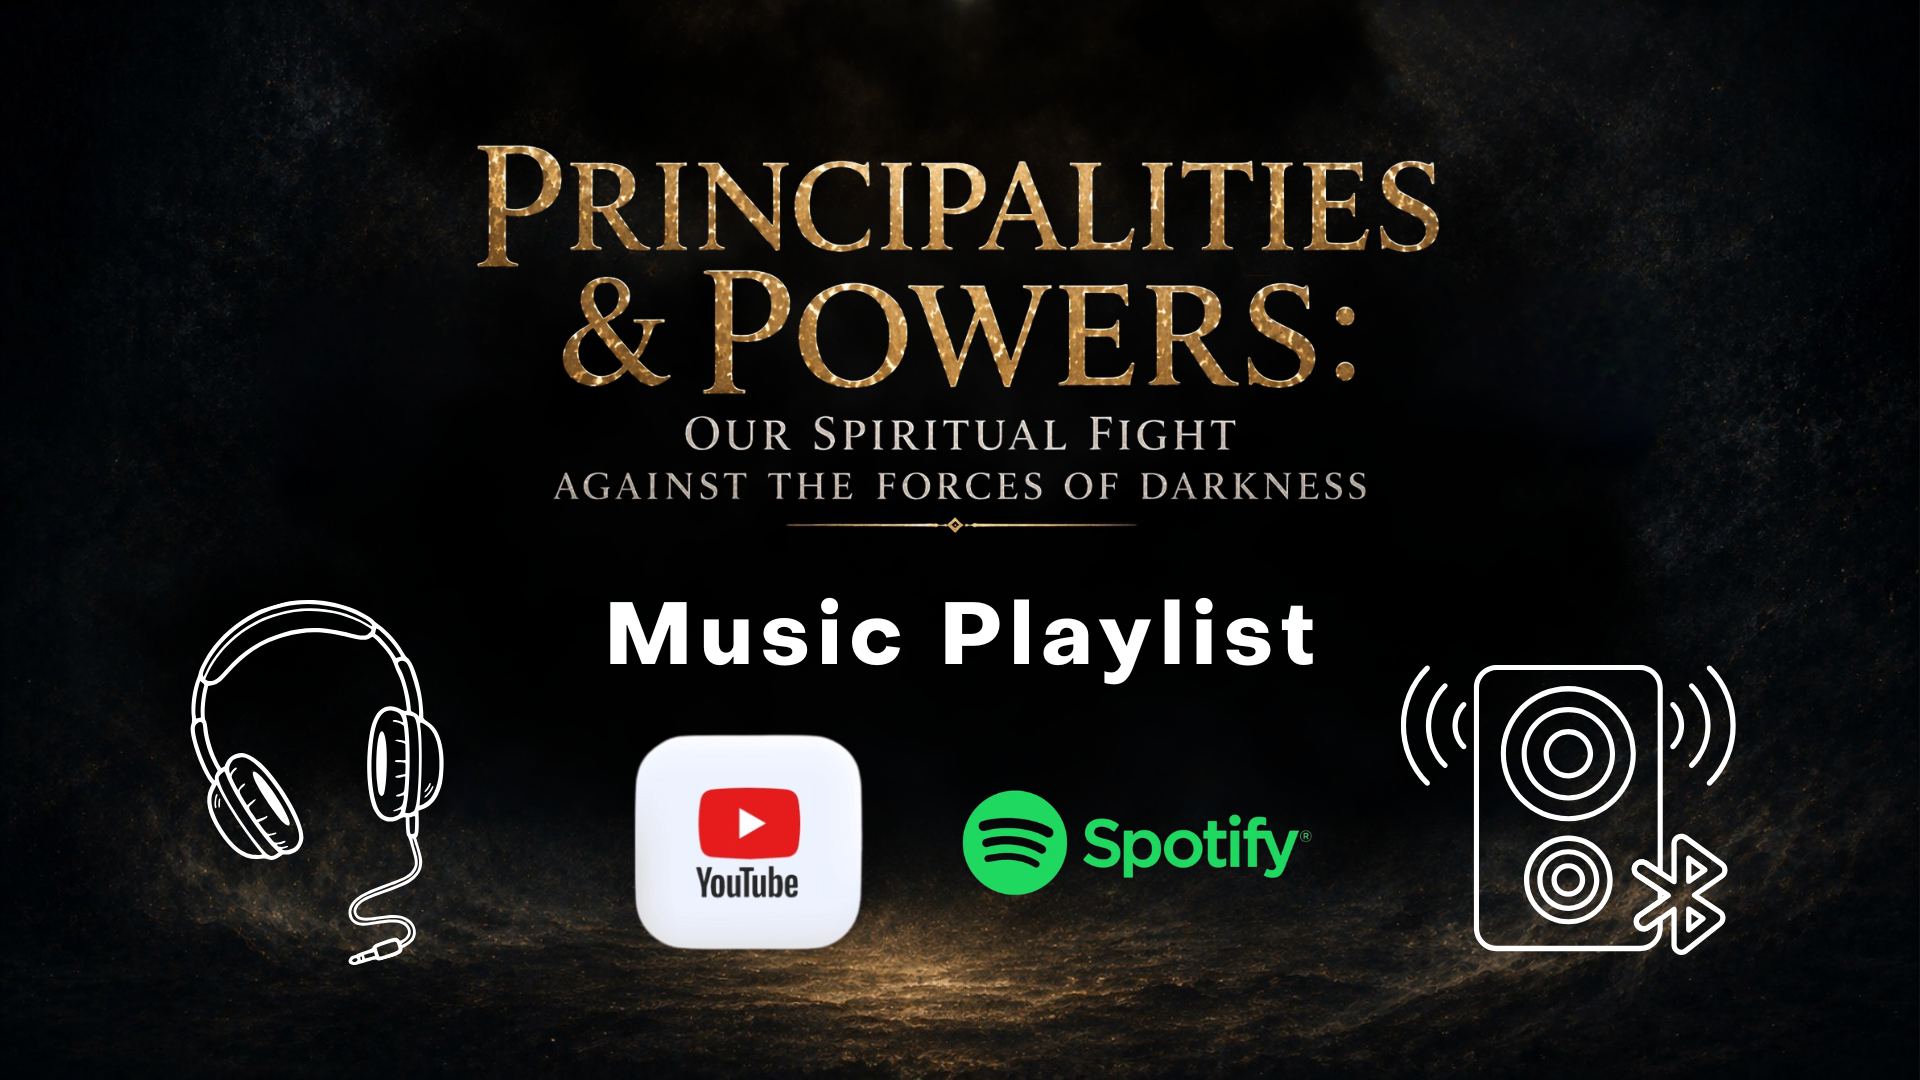 PRINCIPALITIES
& POWERS:
OUR SPIRITUAL FIGHT
AGAINST THE FORCES OF DARKNESS
Music Playlist
YouTube
Spotify®